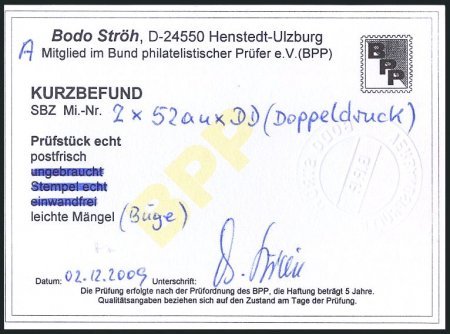 Bodo Ströh, D-24550 Henstedt-Ulzburg
A Mitglied im Bund philatelistischer Prüfer e.V.(BPP)
BPP
KURZBEFUND
SBZ Mi.-Nr. 2 x 52auxDD (Doppeldruck)
Prüfstück echt
postfrisch
ungebraucht
Stempel echt
einwandfrei
leichte Mängel (Büge)
BPP
Datum: 02.12.2009 Unterschrift: B. Ströh
Die Prüfung erfolgte nach der Prüfordnung des BPP, die Haftung beträgt 5 Jahre.
Qualitätsangaben beziehen sich auf den Zustand am Tage der Prüfung.